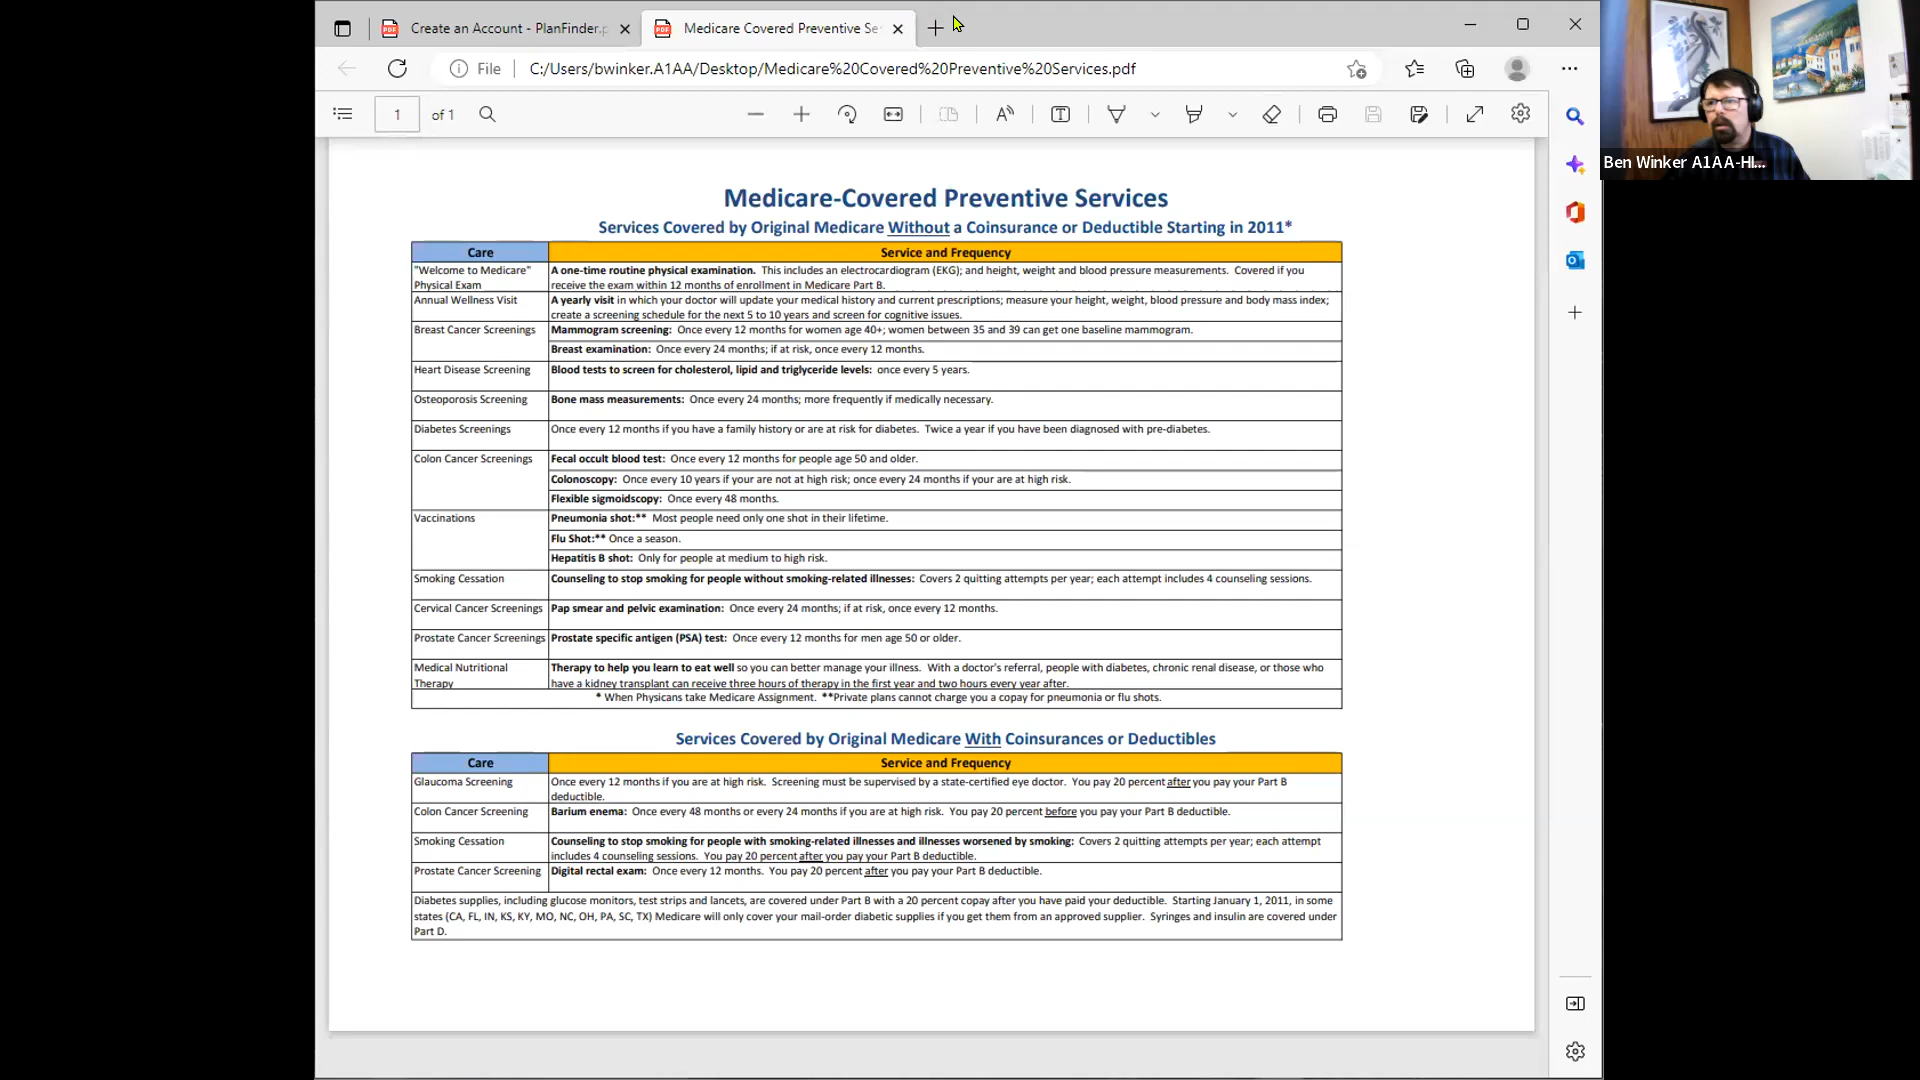 Create an Account - PlanFinder.p
Medicare Covered Preventive Se
File
C:/Users/bwinker.A1AA/Desktop/Medicare%20Covered%20Preventive%20Services.pdf
1 of 1
Ben Winker A1AA-HI...
Medicare-Covered Preventive Services
Services Covered by Original Medicare Without a Coinsurance or Deductible Starting in 2011*
Care Service and Frequency
"Welcome to Medicare" A one-time routine physical examination. This includes an electrocardiogram (EKG); and height, weight and blood pressure measurements. Covered if you
Physical Exam receive the exam within 12 months of enrollment in Medicare Part B.
Annual Wellness Visit A yearly visit in which your doctor will update your medical history and current prescriptions; measure your height, weight, blood pressure and body mass index;
create a screening schedule for the next 5 to 10 years and screen for cognitive issues.
Breast Cancer Screenings Mammogram screening: Once every 12 months for women age 40+; women between 35 and 39 can get one baseline mammogram.
Breast examination: Once every 24 months; if at risk, once every 12 months.
Heart Disease Screening Blood tests to screen for cholesterol, lipid and triglyceride levels: once every 5 years.
Osteoporosis Screening Bone mass measurements: Once every 24 months; more frequently if medically necessary.
Diabetes Screenings Once every 12 months if you have a family history or are at risk for diabetes. Twice a year if you have been diagnosed with pre-diabetes.
Colon Cancer Screenings Fecal occult blood test: Once every 12 months for people age 50 and older.
Colonoscopy: Once every 10 years if your are not at high risk; once every 24 months if your are at high risk.
Flexible sigmoidscopy: Once every 48 months.
Vaccinations Pneumonia shot:** Most people need only one shot in their lifetime.
Flu Shot:** Once a season.
Hepatitis B shot: Only for people at medium to high risk.
Smoking Cessation Counseling to stop smoking for people without smoking-related illnesses: Covers 2 quitting attempts per year; each attempt includes 4 counseling sessions.
Cervical Cancer Screenings Pap smear and pelvic examination: Once every 24 months; if at risk, once every 12 months.
Prostate Cancer Screenings Prostate specific antigen (PSA) test: Once every 12 months for men age 50 or older.
Medical Nutritional Therapy to help you learn to eat well so you can better manage your illness. With a doctor's referral, people with diabetes, chronic renal disease, or those who
Therapy have a kidney transplant can receive three hours of therapy in the first year and two hours every year after.
* When Physicans take Medicare Assignment. **Private plans cannot charge you a copay for pneumonia or flu shots.
Services Covered by Original Medicare With Coinsurances or Deductibles
Care Service and Frequency
Glaucoma Screening Once every 12 months if you are at high risk. Screening must be supervised by a state-certified eye doctor. You pay 20 percent after you pay your Part B
deductible.
Colon Cancer Screening Barium enema: Once every 48 months or every 24 months if you are at high risk. You pay 20 percent before you pay your Part B deductible.
Smoking Cessation Counseling to stop smoking for people with smoking-related illnesses and illnesses worsened by smoking: Covers 2 quitting attempts per year; each attempt
includes 4 counseling sessions. You pay 20 percent after you pay your Part B deductible.
Prostate Cancer Screening Digital rectal exam: Once every 12 months. You pay 20 percent after you pay your Part B deductible.
Diabetes supplies, including glucose monitors, test strips and lancets, are covered under Part B with a 20 percent copay after you have paid your deductible. Starting January 1, 2011, in some
states (CA, FL, IN, KS, KY, MO, NC, OH, PA, SC, TX) Medicare will only cover your mail-order diabetic supplies if you get them from an approved supplier. Syringes and insulin are covered under
Part D.